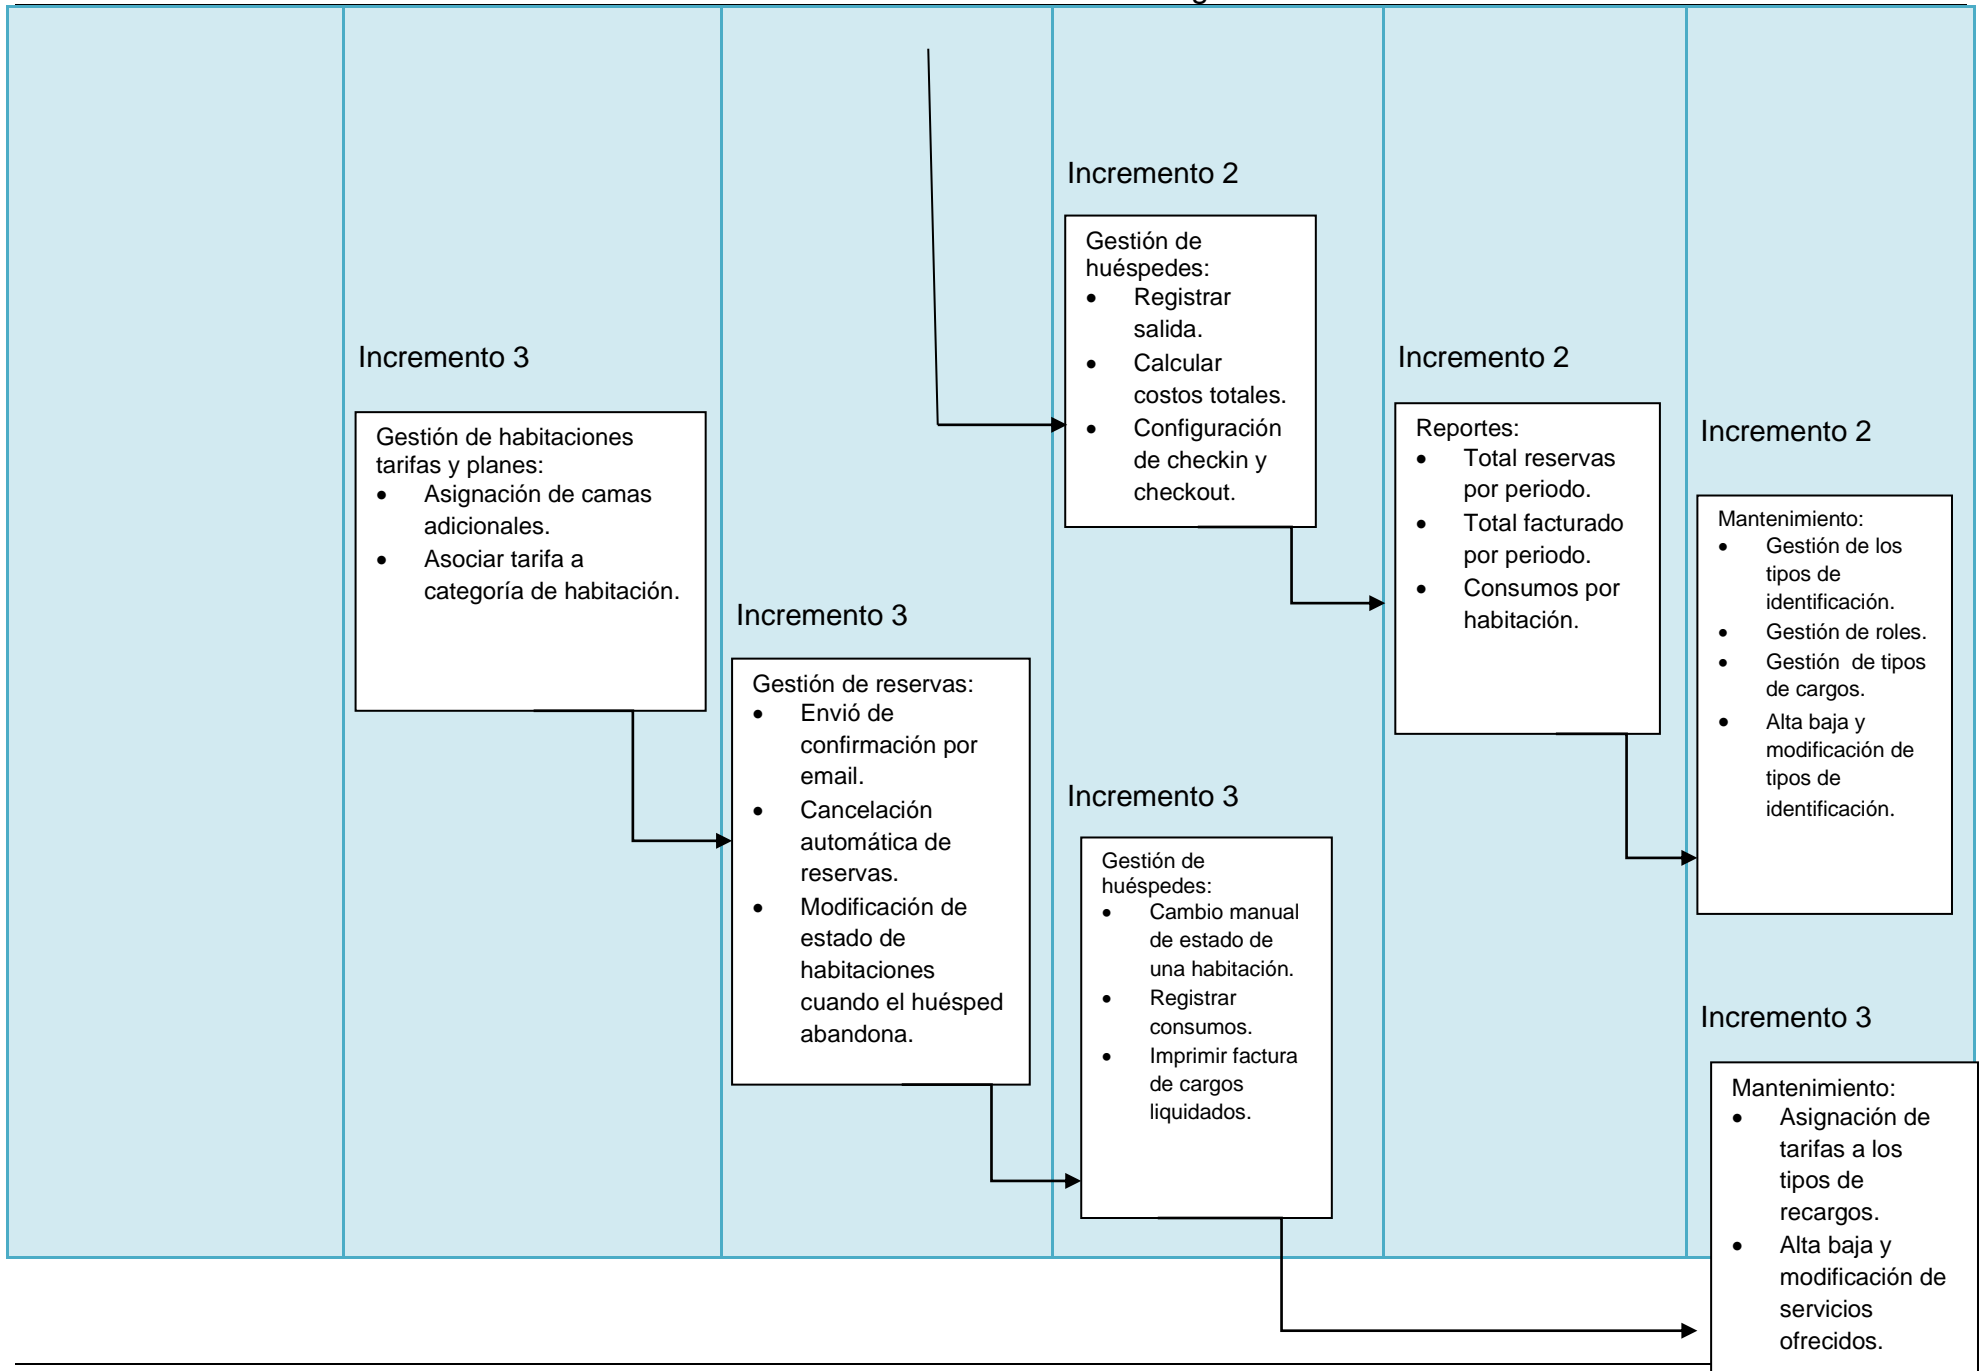 Incremento 2
Gestión de
huéspedes:
• Registrar
salida.
• Calcular
costos totales.
• Configuración
de checkin y
checkout.
Incremento 2
Reportes:
• Total reservas
por periodo.
• Total facturado
por periodo.
• Consumos por
habitación.
Incremento 2
Mantenimiento:
• Gestión de los
tipos de
identificación.
• Gestión de roles.
• Gestión de tipos
de cargos.
• Alta baja y
modificación de
tipos de
identificación.
Incremento 3
Gestión de habitaciones
tarifas y planes:
• Asignación de camas
adicionales.
• Asociar tarifa a
categoría de habitación.
Incremento 3
Gestión de reservas:
• Envió de
confirmación por
email.
• Cancelación
automática de
reservas.
• Modificación de
estado de
habitaciones
cuando el huésped
abandona.
Incremento 3
Gestión de
huéspedes:
• Cambio manual
de estado de
una habitación.
• Registrar
consumos.
• Imprimir factura
de cargos
liquidados.
Incremento 3
Mantenimiento:
• Asignación de
tarifas a los
tipos de
recargos.
• Alta baja y
modificación de
servicios
ofrecidos.